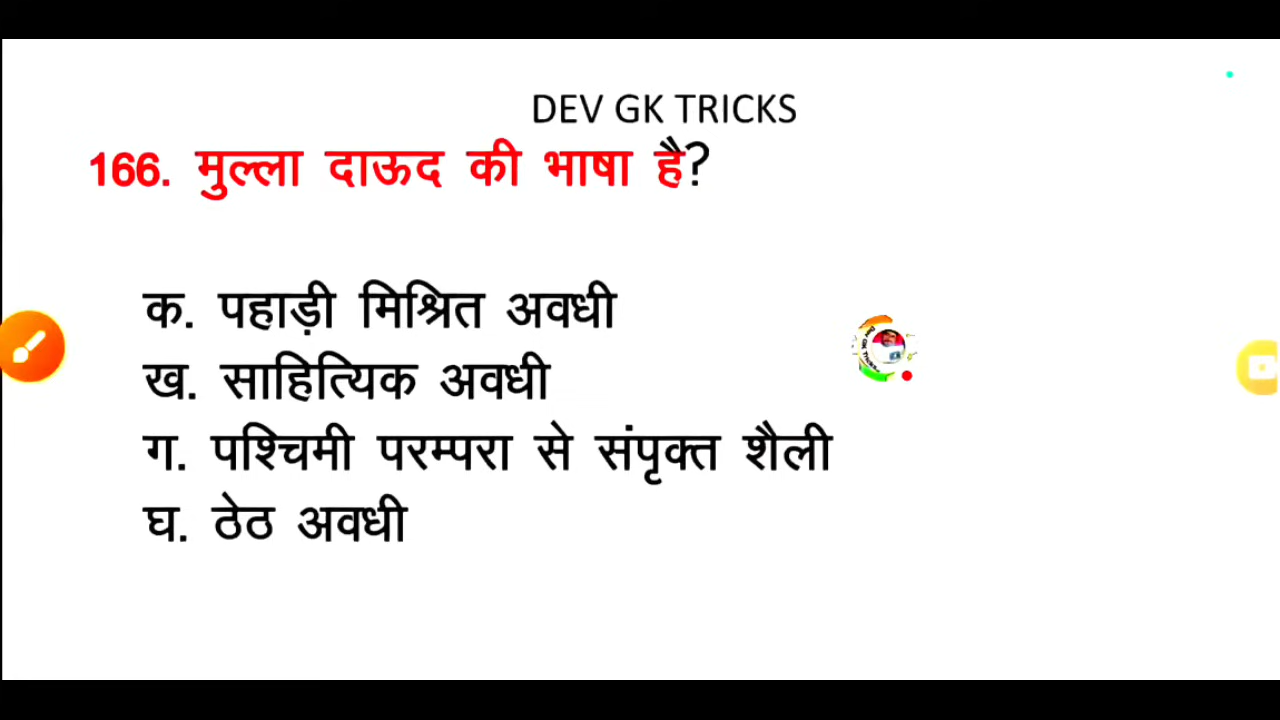 DEV GK TRICKS
166. मुल्ला दाऊद की भाषा है?
क. पहाड़ी मिश्रित अवधी
ख. साहित्यिक अवधी
ग. पश्चिमी परम्परा से संपृक्त शैली
घ. ठेठ अवधी